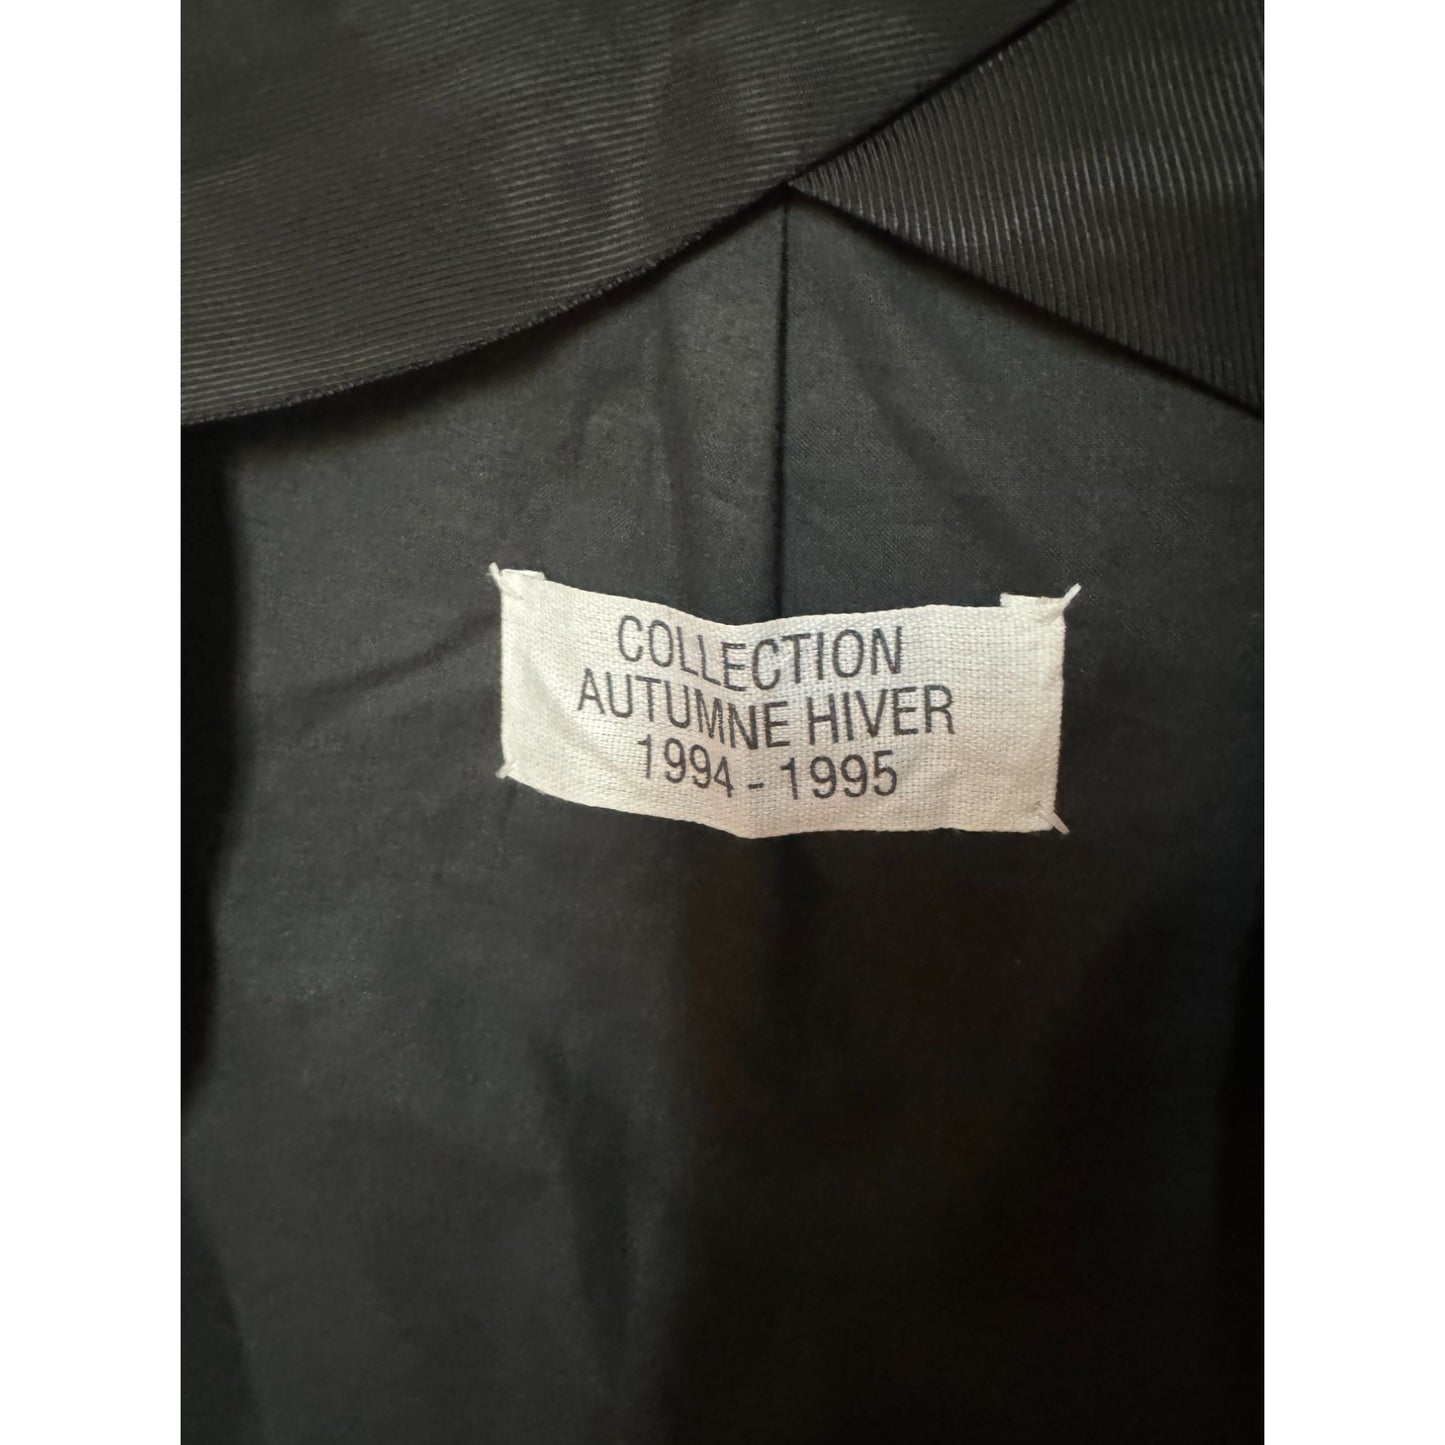 COLLECTION
AUTUMNE HIVER
1994 - 1995